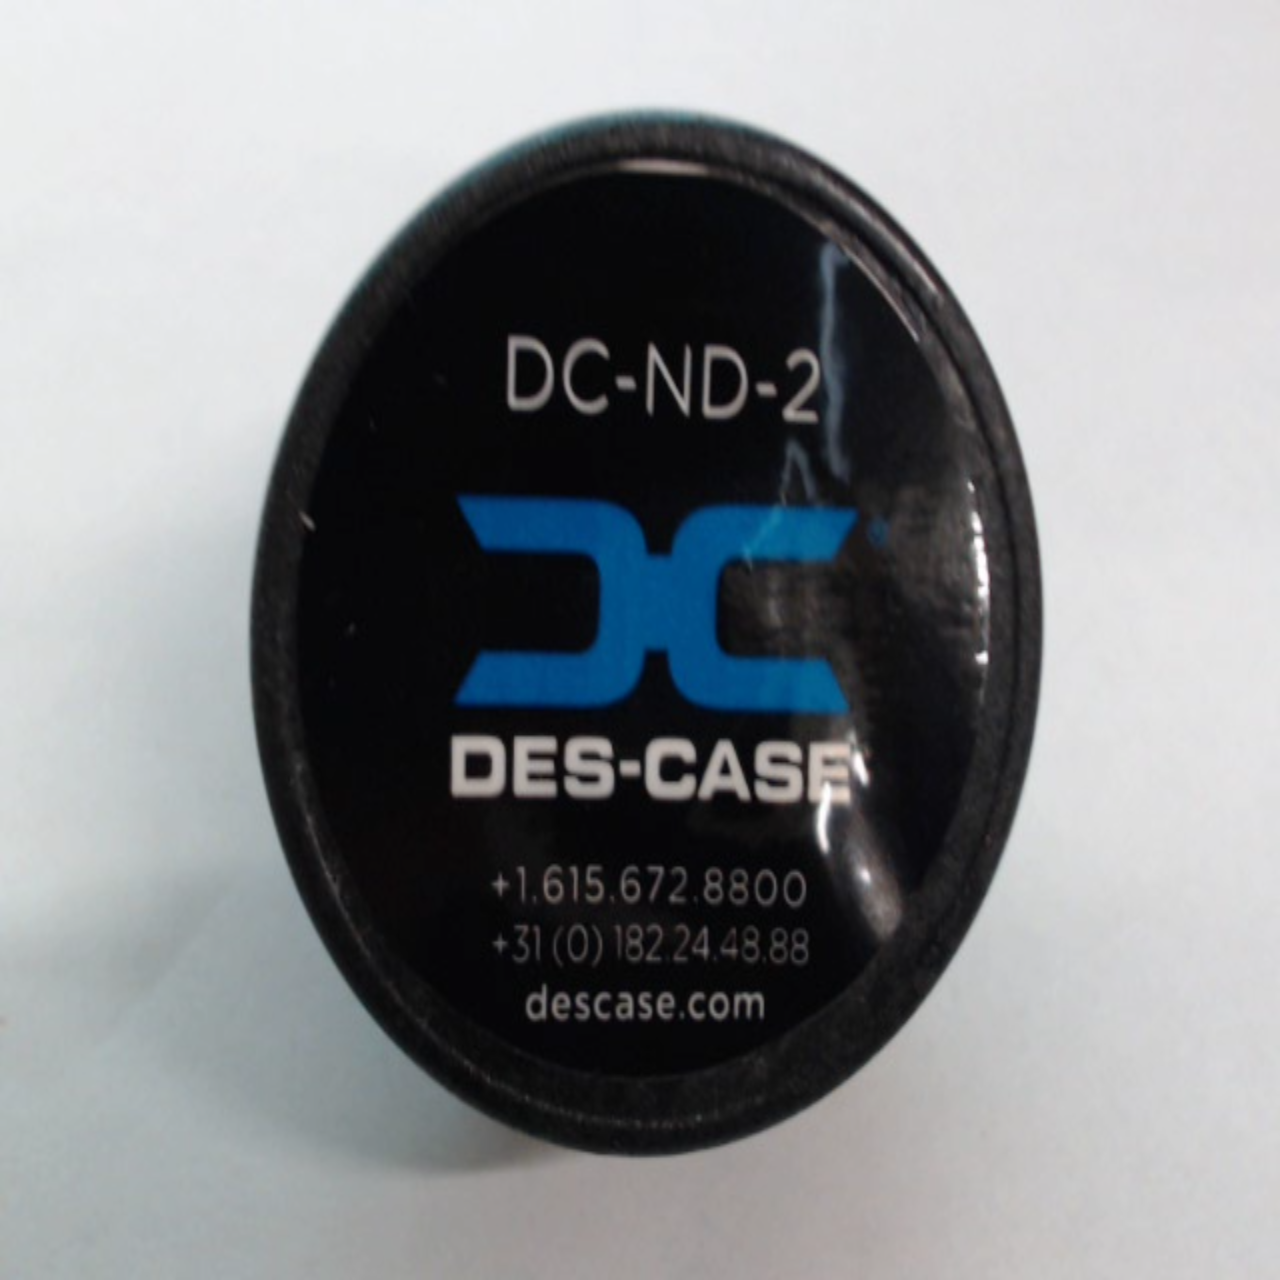 DC-ND-2
DES-CASE
+1.615.672.8800
+31 (0) 182.24.48.88
descase.com